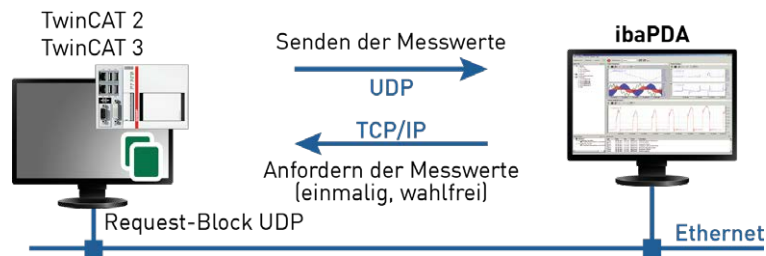 TwinCAT 2
TwinCAT 3
Senden der Messwerte
UDP
TCP/IP
Anfordern der Messwerte
(einmalig, wahlfrei)
ibaPDA
Request-Block UDP
Ethernet